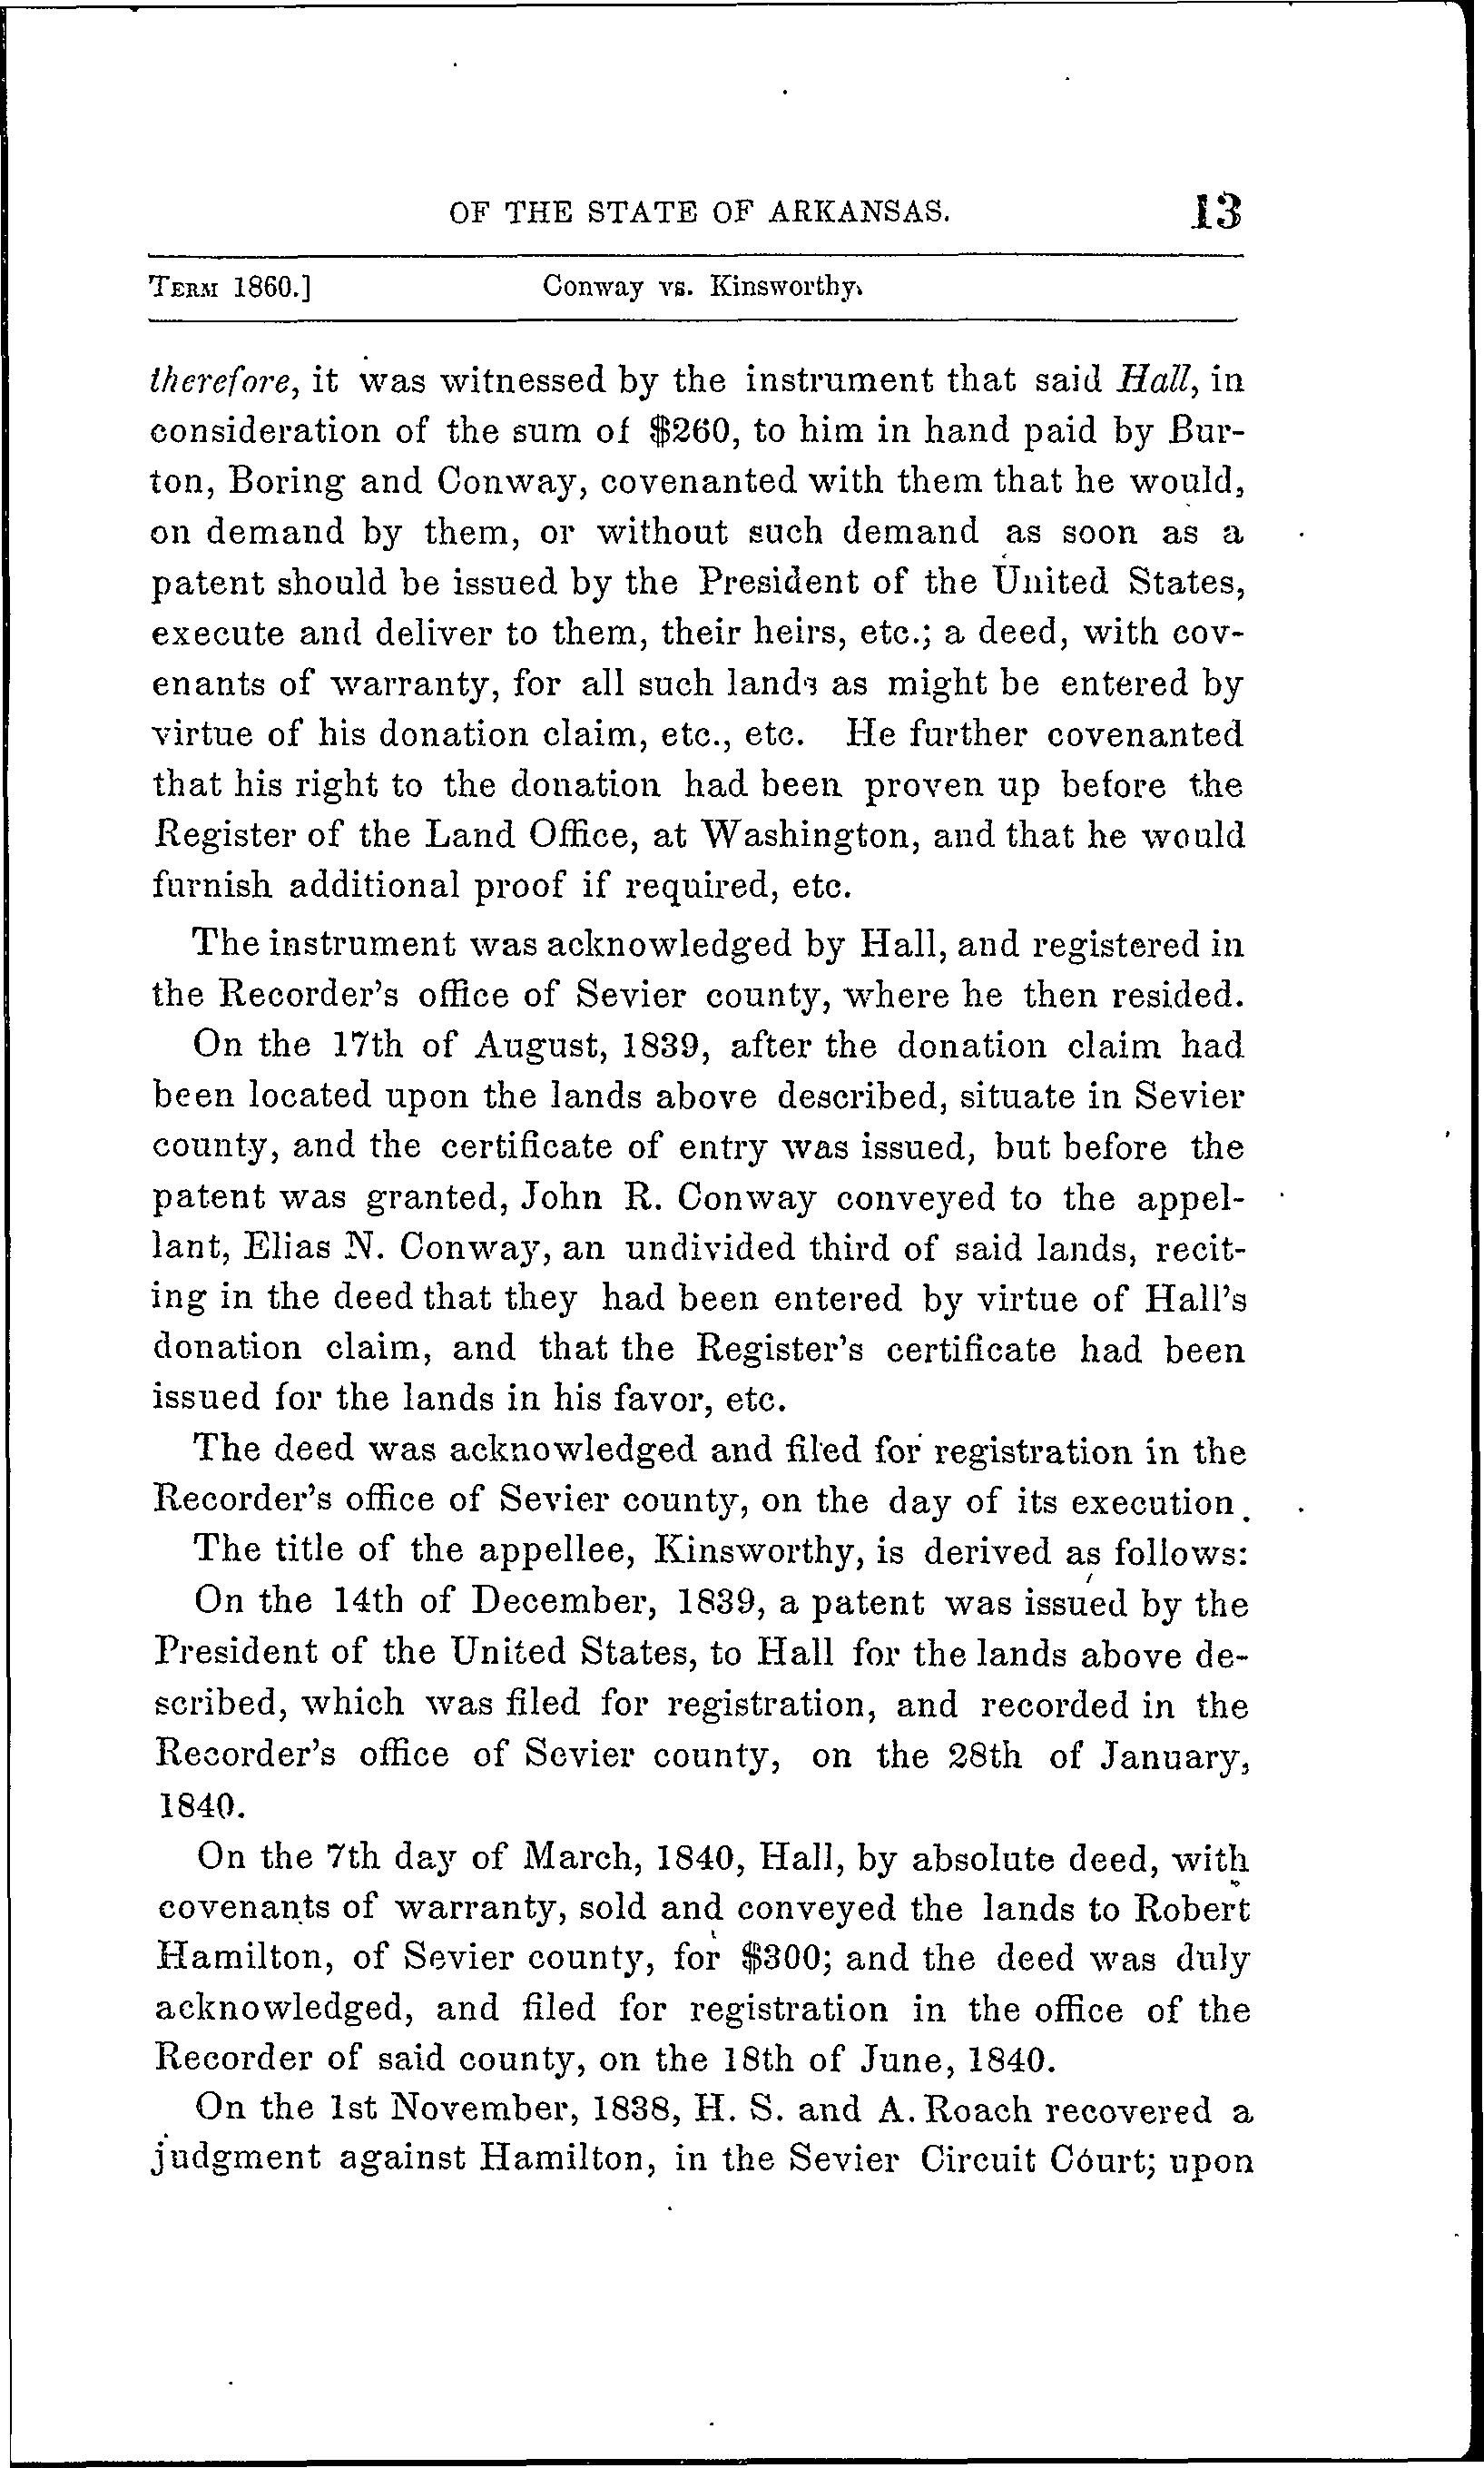 OF THE STATE OF ARKANSAS. 13
TERM 1860.] Conway vs. Kinsworthy.
therefore, it was witnessed by the instrument that said Hall, in
consideration of the sum of $260, to him in hand paid by Bur-
ton, Boring and Conway, covenanted with them that he would,
on demand by them, or without such demand as soon as a
patent should be issued by the President of the United States,
execute and deliver to them, their heirs, etc.; a deed, with cov-
enants of warranty, for all such lands as might be entered by
virtue of his donation claim, etc., etc. He further covenanted
that his right to the donation had been proven up before the
Register of the Land Office, at Washington, and that he would
furnish additional proof if required, etc.
The instrument was acknowledged by Hall, and registered in
the Recorder's office of Sevier county, where he then resided.
On the 17th of August, 1839, after the donation claim had
been located upon the lands above described, situate in Sevier
county, and the certificate of entry was issued, but before the
patent was granted, John R. Conway conveyed to the appel-
lant, Elias N. Conway, an undivided third of said lands, recit-
ing in the deed that they had been entered by virtue of Hall's
donation claim, and that the Register's certificate had been
issued for the lands in his favor, etc.
The deed was acknowledged and filed for registration in the
Recorder's office of Sevier county, on the day of its execution.
The title of the appellee, Kinsworthy, is derived as follows:
On the 14th of December, 1839, a patent was issued by the
President of the United States, to Hall for the lands above de-
scribed, which was filed for registration, and recorded in the
Recorder's office of Sevier county, on the 28th of January,
1840.
On the 7th day of March, 1840, Hall, by absolute deed, with
covenants of warranty, sold and conveyed the lands to Robert
Hamilton, of Sevier county, for $300; and the deed was duly
acknowledged, and filed for registration in the office of the
Recorder of said county, on the 18th of June, 1840.
On the 1st November, 1838, H. S. and A. Roach recovered a
judgment against Hamilton, in the Sevier Circuit Court; upon